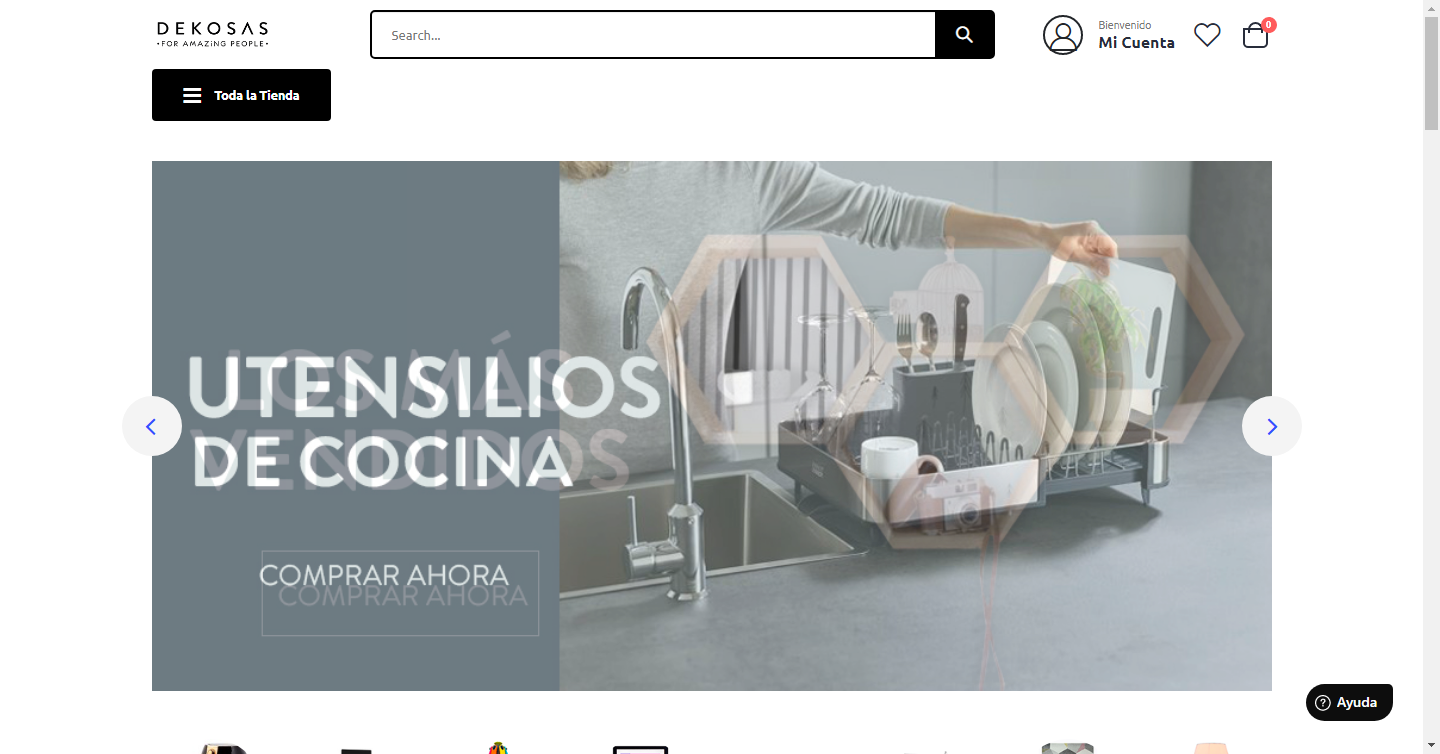 DEKOSAS
•FOR AMAZiNG PEOPLE•
Search...
Bienvenido
Mi Cuenta
0
Toda la Tienda
LOS MÁS
VENDIDOS
UTENSILIOS
DE COCINA
COMPRAR AHORA
COMPRAR AHORA
Ayuda